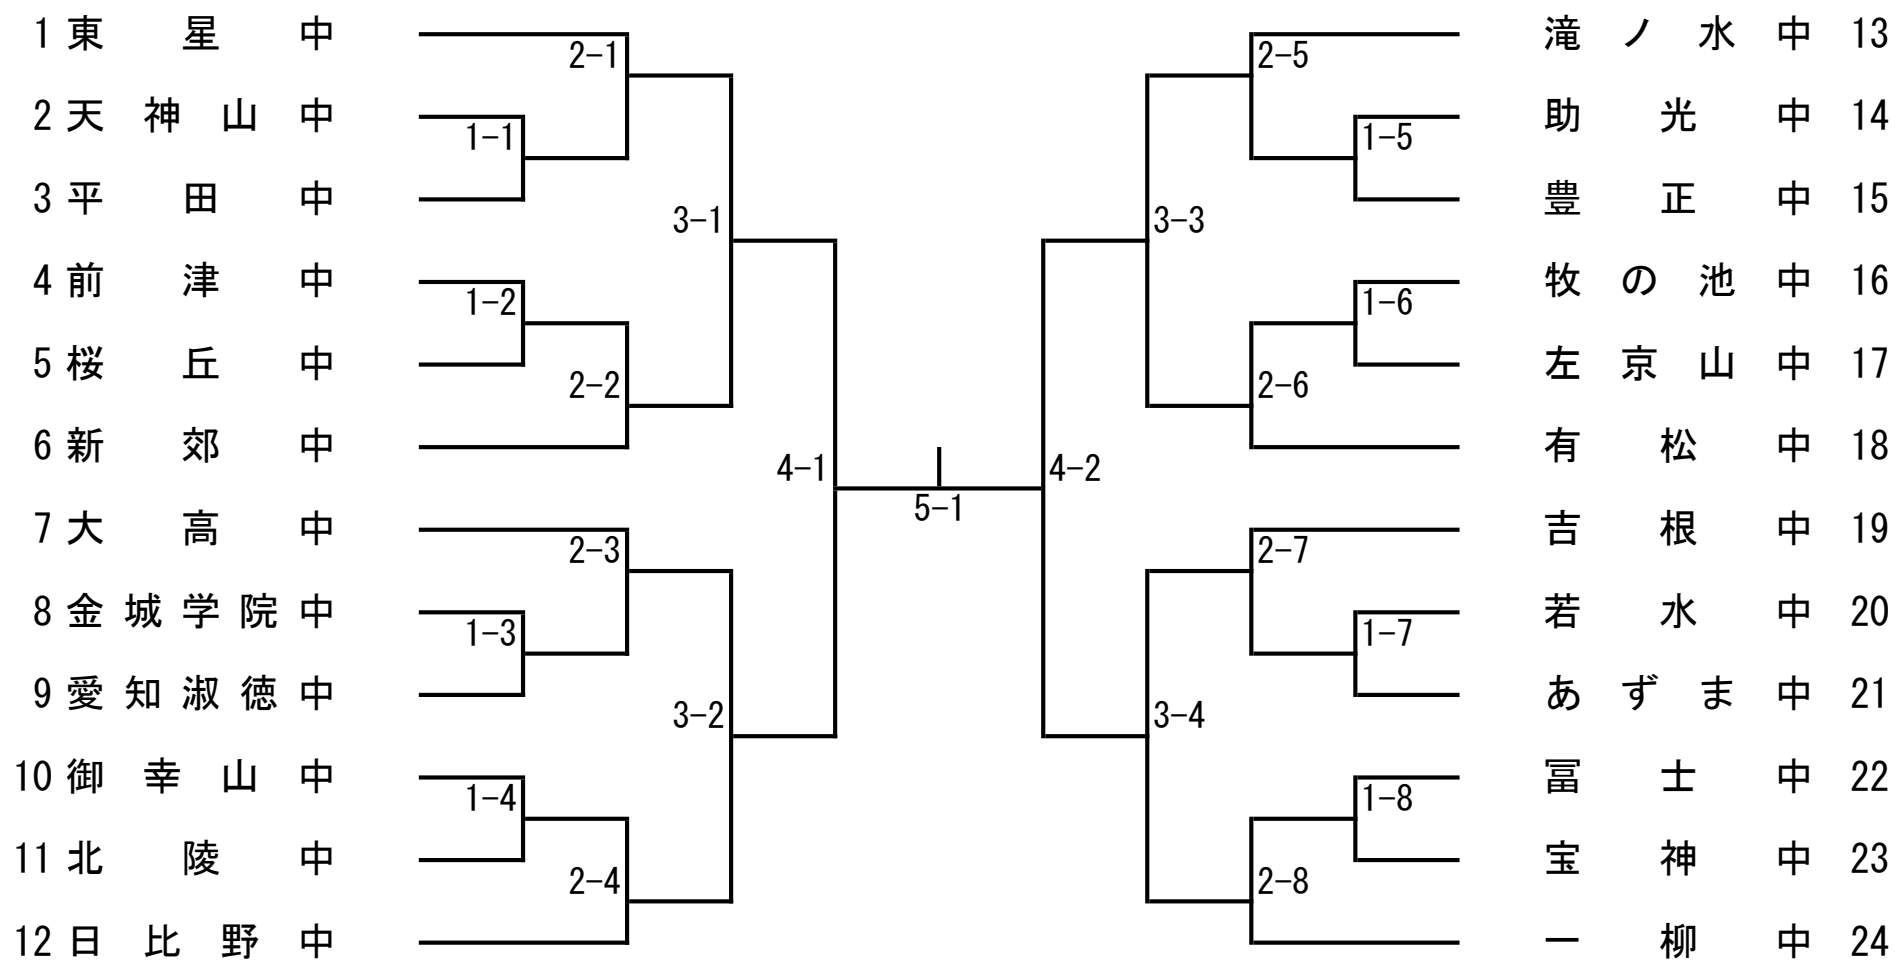 1 東星中
2-1
2 天神山中
1-1
3 平田中
3-1
4 前津中
1-2
5 桜丘中
2-2
6 新郊中
4-1
7 大高中
2-3
8 金城学院中
1-3
9 愛知淑徳中
3-2
10 御幸山中
1-4
11 北陵中
2-4
12 日比野中
5-1
滝ノ水中 13
2-5
助光中 14
1-5
豊正中 15
3-3
牧の池中 16
1-6
左京山中 17
2-6
有松中 18
4-2
吉根中 19
2-7
若水中 20
1-7
あずま中 21
3-4
冨士中 22
1-8
宝神中 23
2-8
一柳中 24